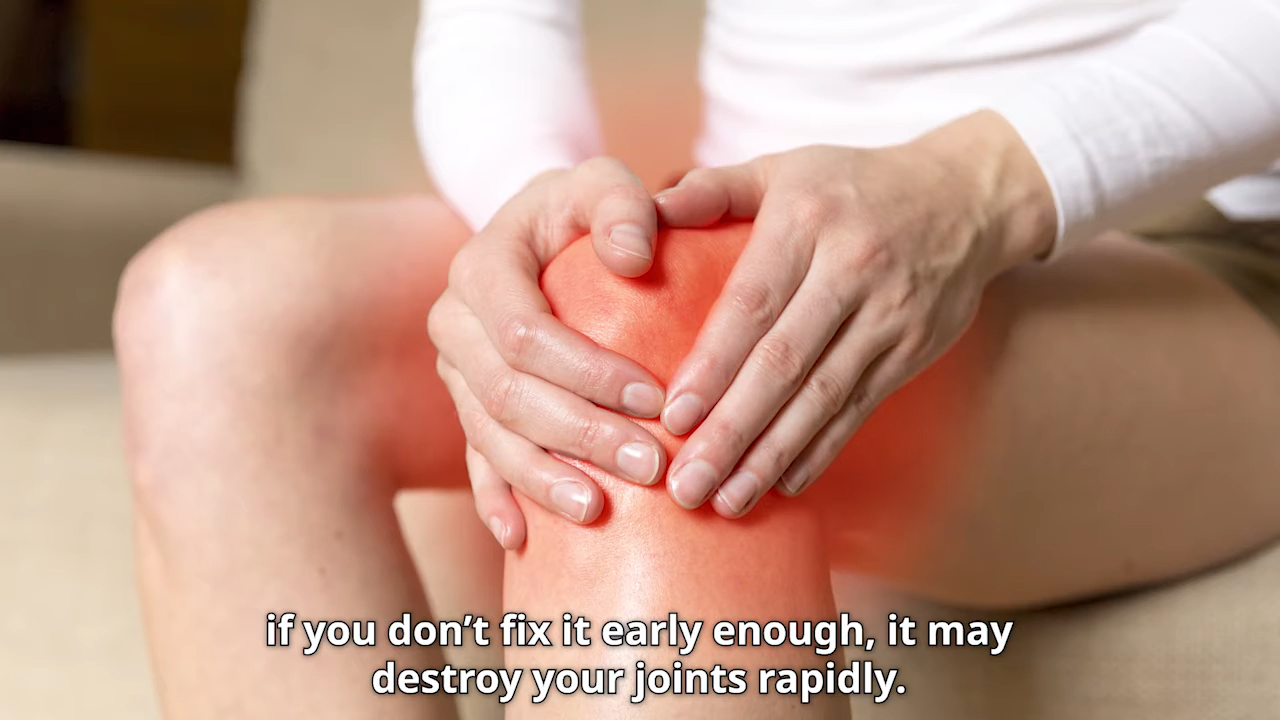 if you don’t fix it early enough, it may
destroy your joints rapidly.